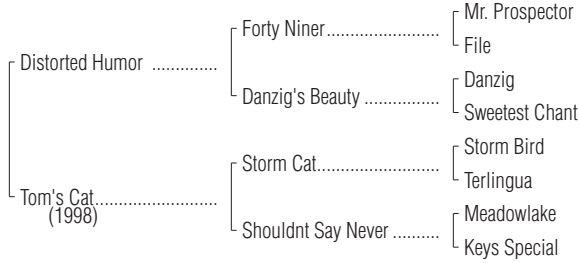 Mr. Prospector
Forty Niner..........................
File
Distorted Humor ...............
Danzig
Danzig's Beauty .................
Sweetest Chant
Storm Bird
Storm Cat............................
Terlingua
Tom's Cat............................
(1998)
Meadowlake
Shouldnt Say Never ..........
Keys Special